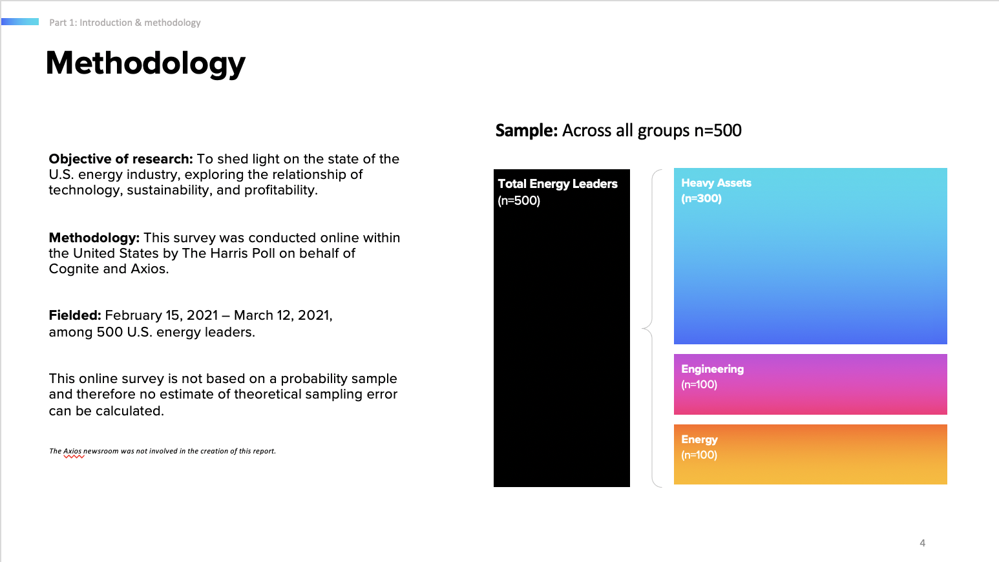 Part 1: Introduction & methodology
Methodology
Objective of research: To shed light on the state of the
U.S. energy industry, exploring the relationship of
technology, sustainability, and profitability.
Methodology: This survey was conducted online within
the United States by The Harris Poll on behalf of
Cognite and Axios.
Fielded: February 15, 2021 – March 12, 2021,
among 500 U.S. energy leaders.
This online survey is not based on a probability sample
and therefore no estimate of theoretical sampling error
can be calculated.
The Axios newsroom was not involved in the creation of this report.
Sample: Across all groups n=500
Total Energy Leaders
(n=500)
Heavy Assets
(n=300)
Engineering
(n=100)
Energy
(n=100)
4